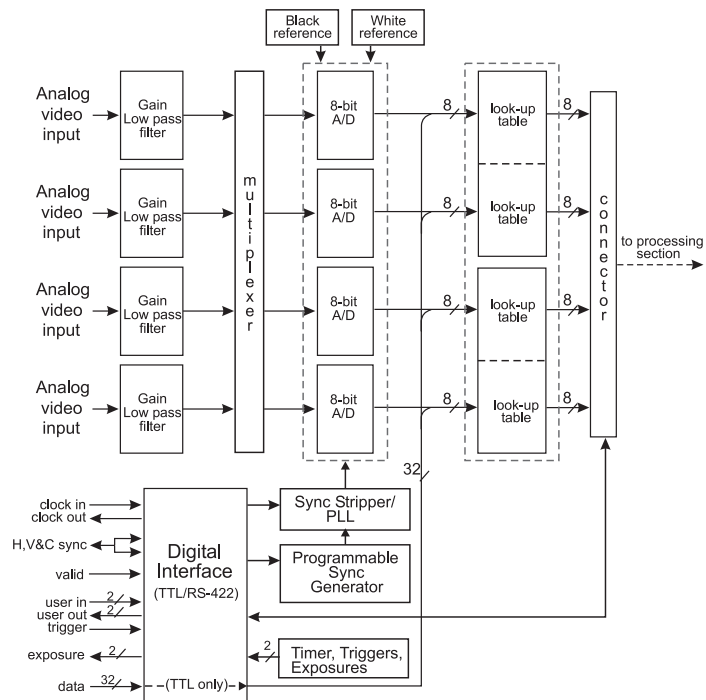 Black
reference
White
reference
Analog
video
input
Gain
Low pass
filter
8-bit
A/D
8
look-up
table
8
Analog
video
input
Gain
Low pass
filter
8-bit
A/D
8
look-up
table
8
multiplexer
connector
to processing
section
Analog
video
input
Gain
Low pass
filter
8-bit
A/D
8
look-up
table
8
Analog
video
input
Gain
Low pass
filter
8-bit
A/D
8
look-up
table
8
32
clock in
clock out
H,V&C sync
valid
user in 2
user out 2
trigger
exposure 2
data 32
Digital
Interface
(TTL/RS-422)
(TTL only)
Sync Stripper/
PLL
Programmable
Sync
Generator
2
Timer, Triggers,
Exposures